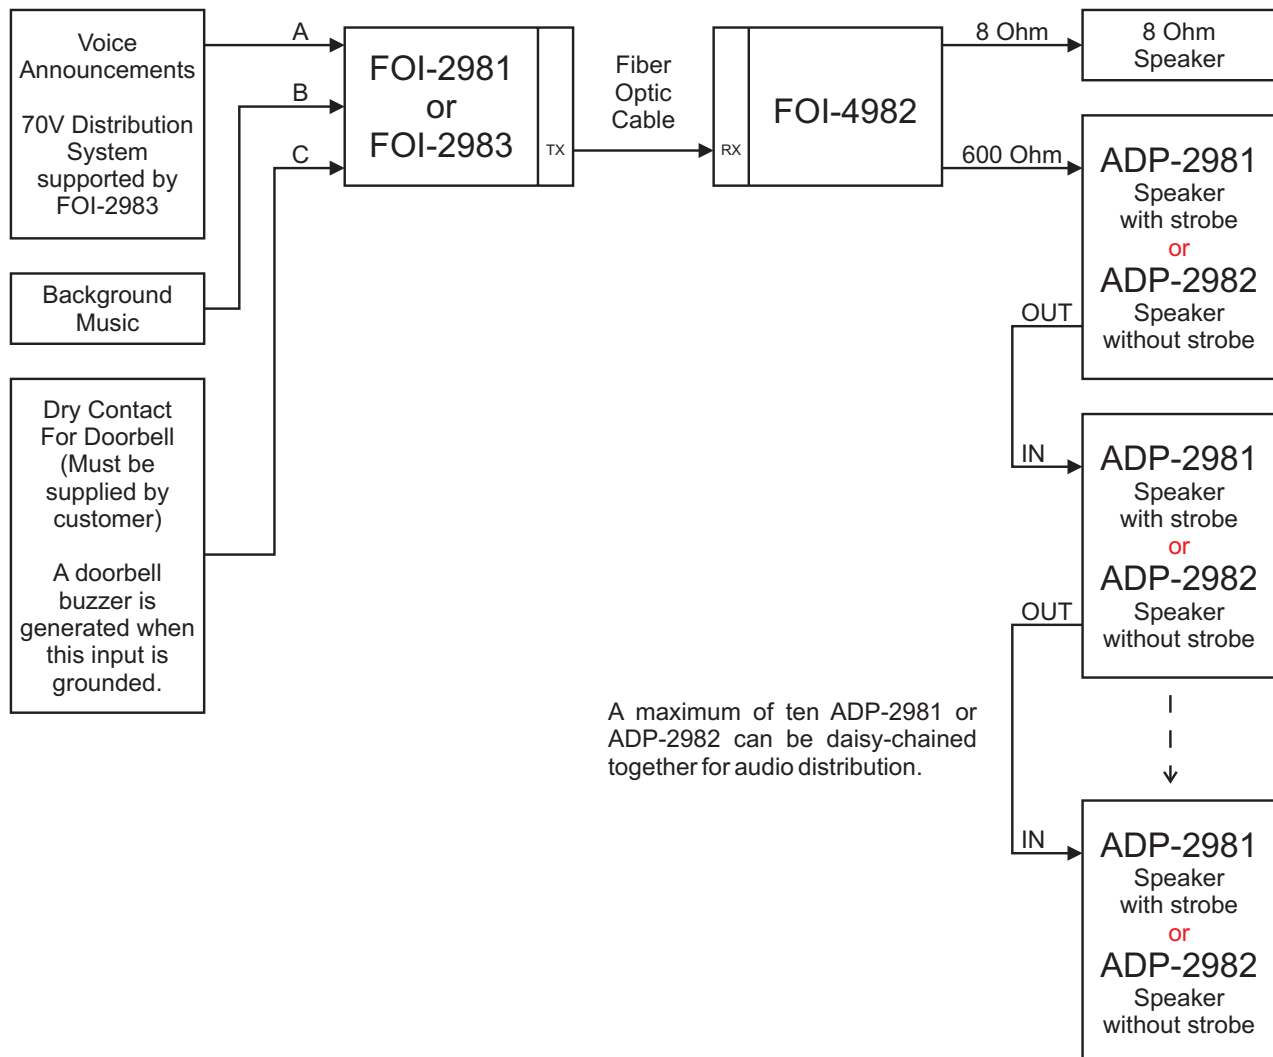 Voice
Announcements
70V Distribution
System
supported by
FOI-2983
Background
Music
Dry Contact
For Doorbell
(Must be
supplied by
customer)
A doorbell
buzzer is
generated when
this input is
grounded.
A
B
C
FOI-2981
or
FOI-2983
TX
Fiber
Optic
Cable
RX
FOI-4982
8 Ohm
600 Ohm
8 Ohm
Speaker
ADP-2981
Speaker
with strobe
or
ADP-2982
Speaker
without strobe
OUT
IN
ADP-2981
Speaker
with strobe
or
ADP-2982
Speaker
without strobe
OUT
A maximum of ten ADP-2981 or
ADP-2982 can be daisy-chained
together for audio distribution.
IN
ADP-2981
Speaker
with strobe
or
ADP-2982
Speaker
without strobe